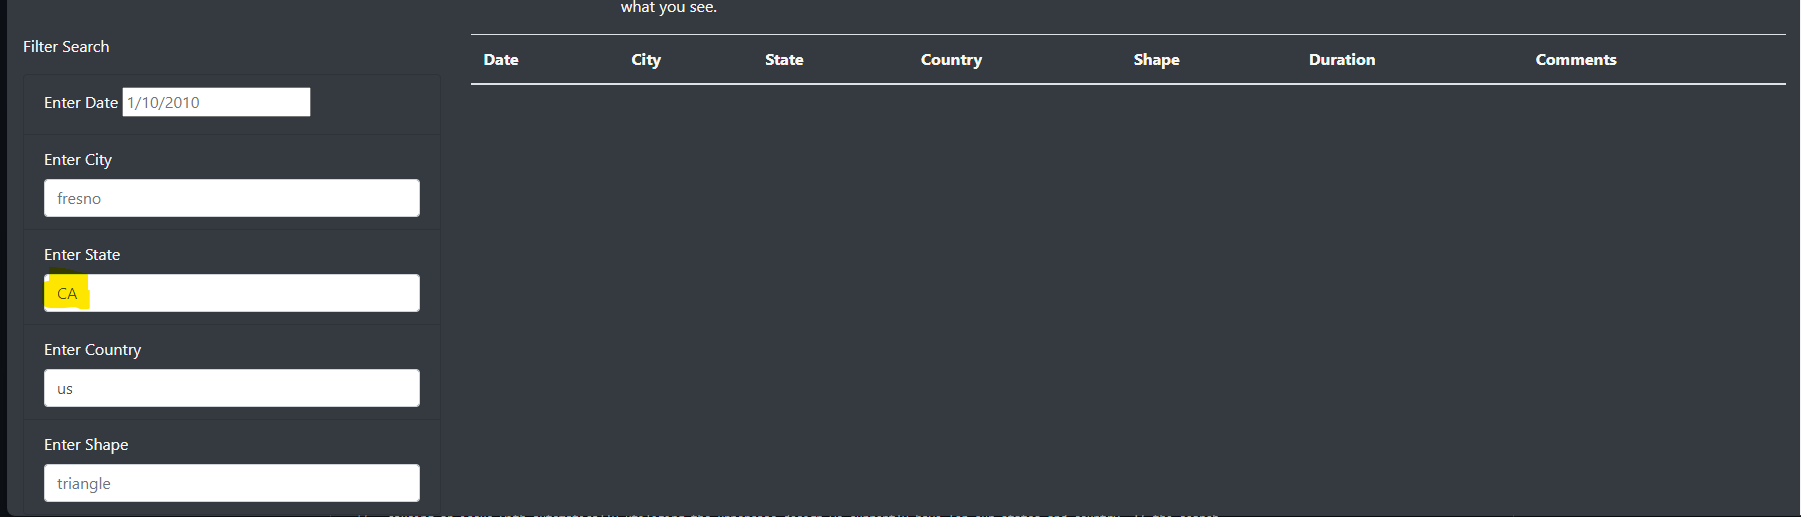 what you see.
Filter Search
Date City State Country Shape Duration Comments
Enter Date 1/10/2010
Enter City
fresno
Enter State
CA
Enter Country
us
Enter Shape
triangle